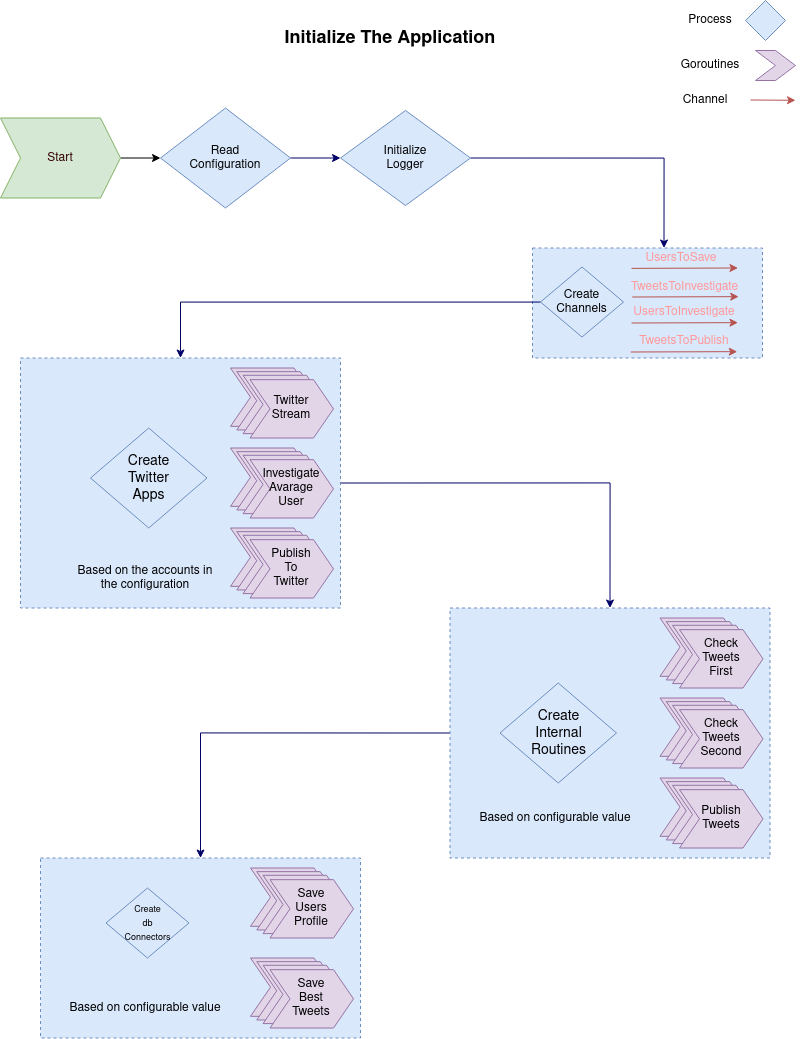 Initialize The Application
Process
Goroutines
Channel
Start
Read
Configuration
Initialize
Logger
Create
Channels
UsersToSave
TweetsToInvestigate
UsersToInvestigate
TweetsToPublish
Create
Twitter
Apps
Based on the accounts in
the configuration
Twitter
Stream
Investigate
Avarage
User
Publish
To
Twitter
Create
Internal
Routines
Based on configurable value
Check
Tweets
First
Check
Tweets
Second
Publish
Tweets
Create
db
Connectors
Based on configurable value
Save
Users
Profile
Save
Best
Tweets